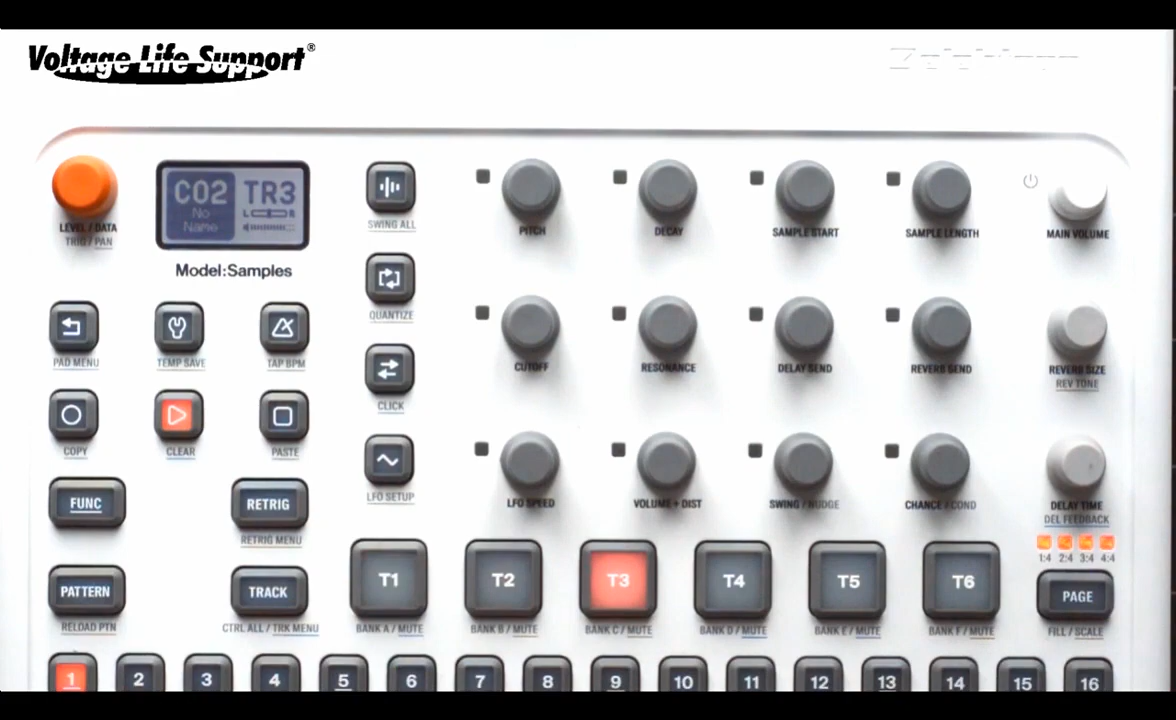 Voltage Life Support®
C02 TR3
No
Name
L R
LEVEL / DATA
TRIG / PAN
Model:Samples
SWING ALL
PITCH
DECAY
SAMPLE START
SAMPLE LENGTH
MAIN VOLUME
QUANTIZE
PAD MENU
TEMP SAVE
TAP BPM
CUTOFF
RESONANCE
DELAY SEND
REVERB SEND
REVERB SIZE
REV TONE
CLICK
COPY
CLEAR
PASTE
LFO SETUP
LFO SPEED
VOLUME + DIST
SWING / NUDGE
CHANCE / COND
DELAY TIME
DEL FEEDBACK
FUNC
RETRIG
RETRIG MENU
1:4 2:4 3:4 4:4
T1 T2 T3 T4 T5 T6
PATTERN
TRACK
PAGE
RELOAD PTN
CTRL ALL / TRK MENU
BANK A / MUTE
BANK B / MUTE
BANK C / MUTE
BANK D / MUTE
BANK E / MUTE
BANK F / MUTE
FILL / SCALE
1 2 3 4 5 6 7 8 9 10 11 12 13 14 15 16